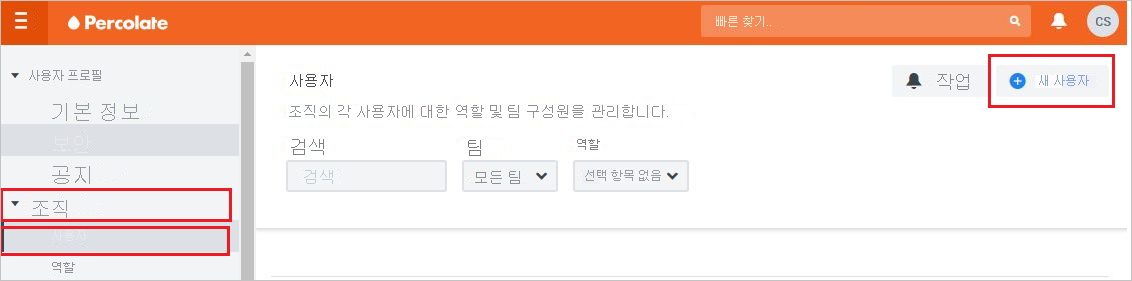 Percolate
빠른 찾기..
CS
사용자 프로필
기본 정보
보안
공지
조직
사용자
역할
사용자
작업
새 사용자
조직의 각 사용자에 대한 역할 및 팀 구성원을 관리합니다.
검색
팀
역할
검색
모든 팀
선택 항목 없음